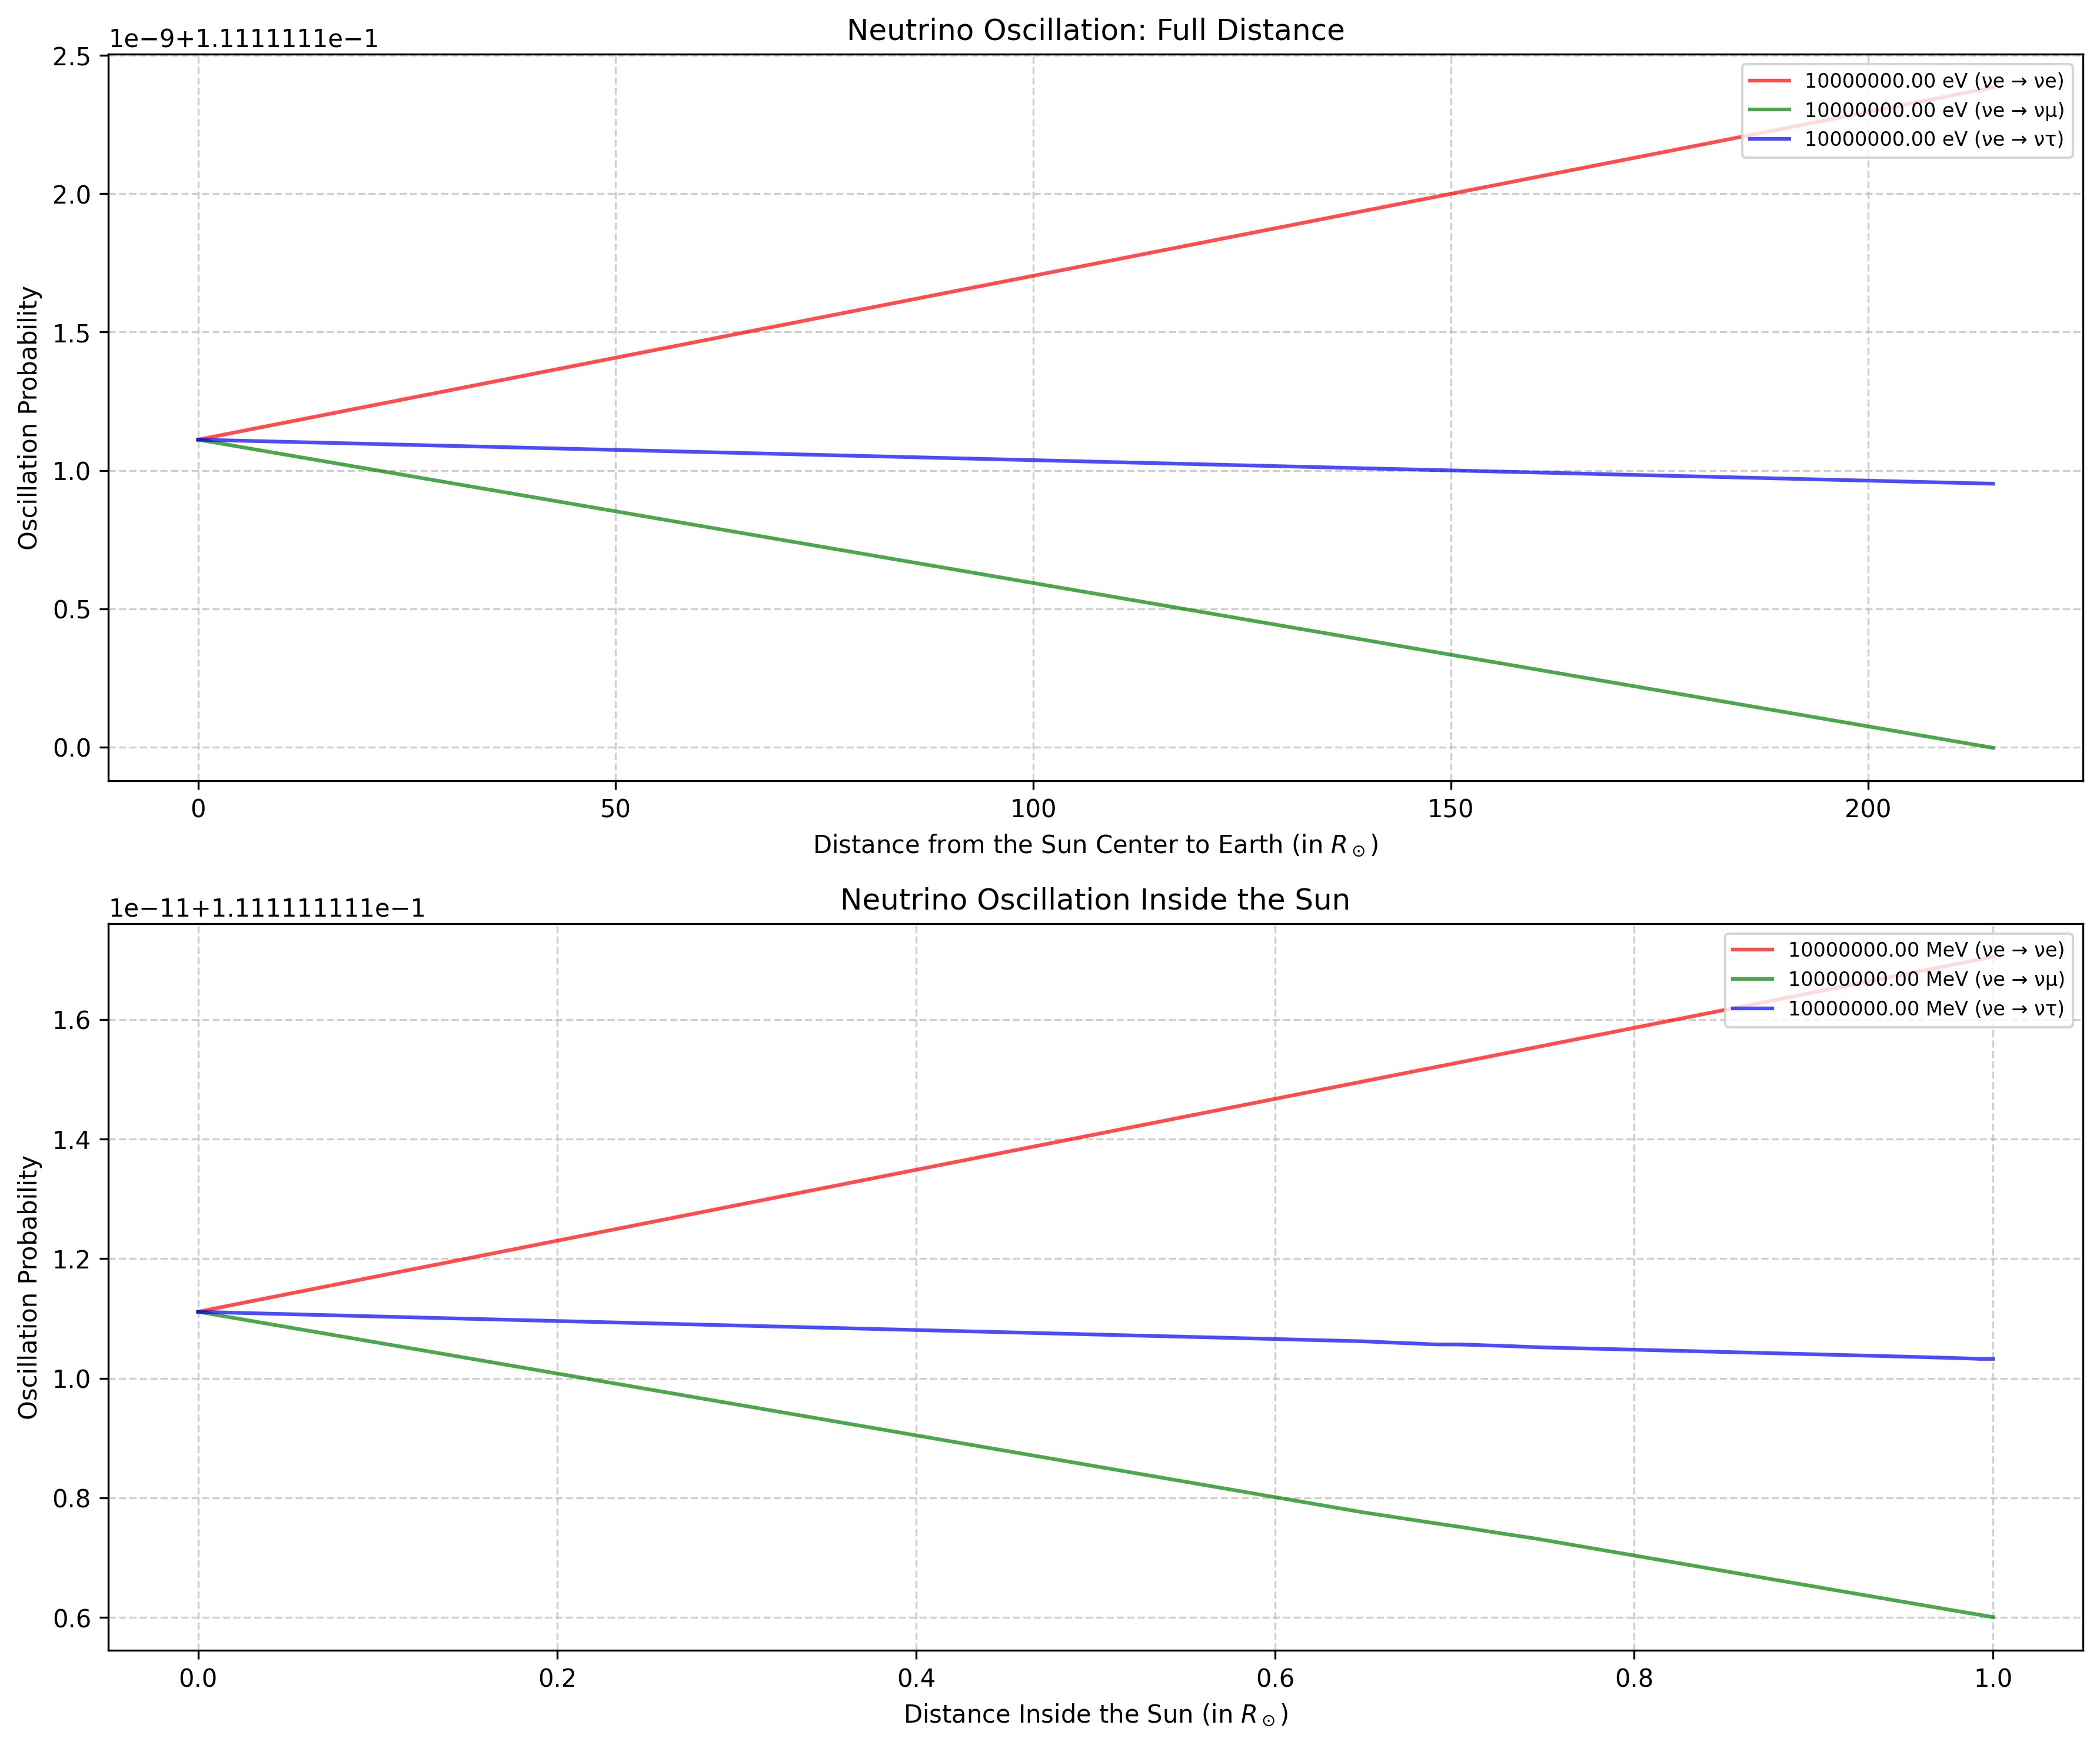 Neutrino Oscillation: Full Distance
1e−9+1.1111111e−1
2.5
2.0
1.5
1.0
0.5
0.0
Oscillation Probability
10000000.00 eV (νe → νe)
10000000.00 eV (νe → νμ)
10000000.00 eV (νe → ντ)
0 50 100 150 200
Distance from the Sun Center to Earth (in R⊙)
Neutrino Oscillation Inside the Sun
1e−11+1.111111111e−1
1.6
1.4
1.2
1.0
0.8
0.6
Oscillation Probability
10000000.00 MeV (νe → νe)
10000000.00 MeV (νe → νμ)
10000000.00 MeV (νe → ντ)
0.0 0.2 0.4 0.6 0.8 1.0
Distance Inside the Sun (in R⊙)